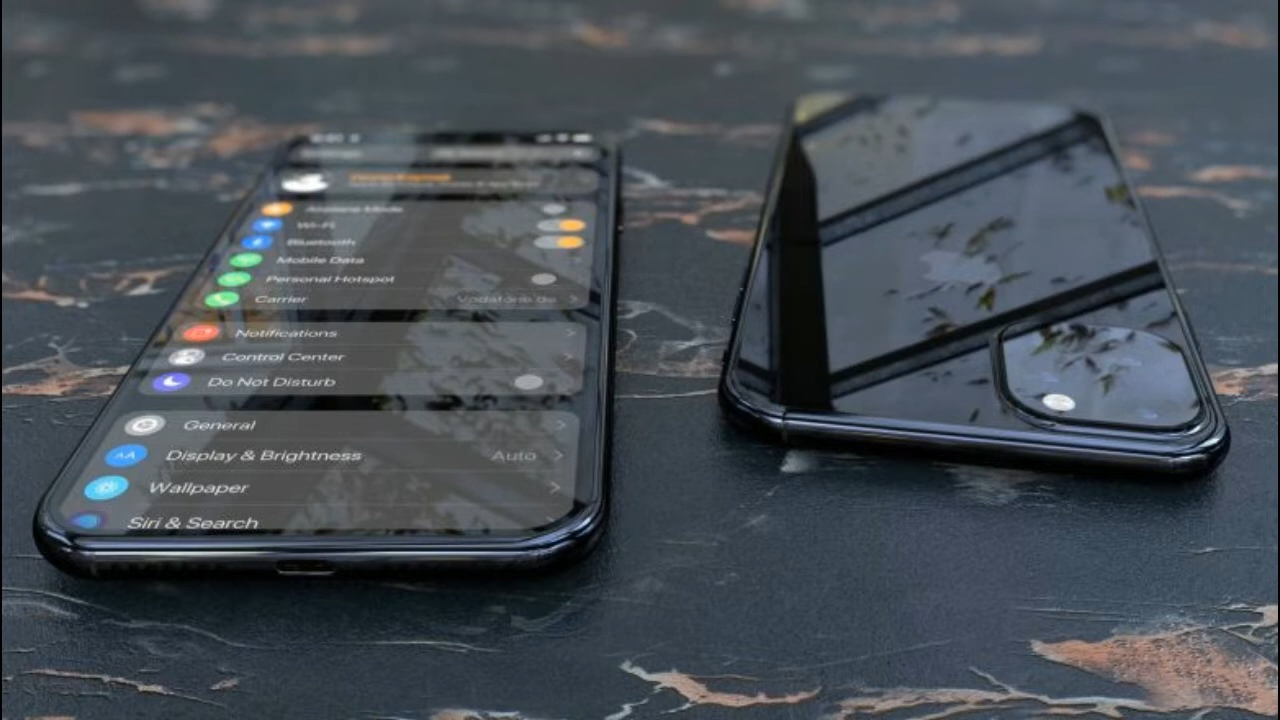 Airplane Mode
Wi-Fi
Bluetooth
Mobile Data
Personal Hotspot
Carrier Vodafone.de
Notifications
Control Center
Do Not Disturb
General
AA Display & Brightness Auto
Wallpaper
Siri & Search